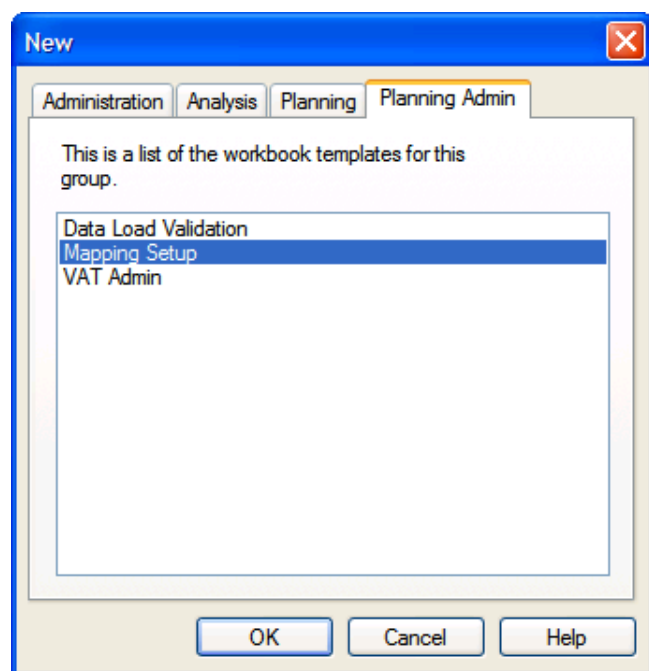 New
Administration Analysis Planning Planning Admin
This is a list of the workbook templates for this
group.
Data Load Validation
Mapping Setup
VAT Admin
OK Cancel Help